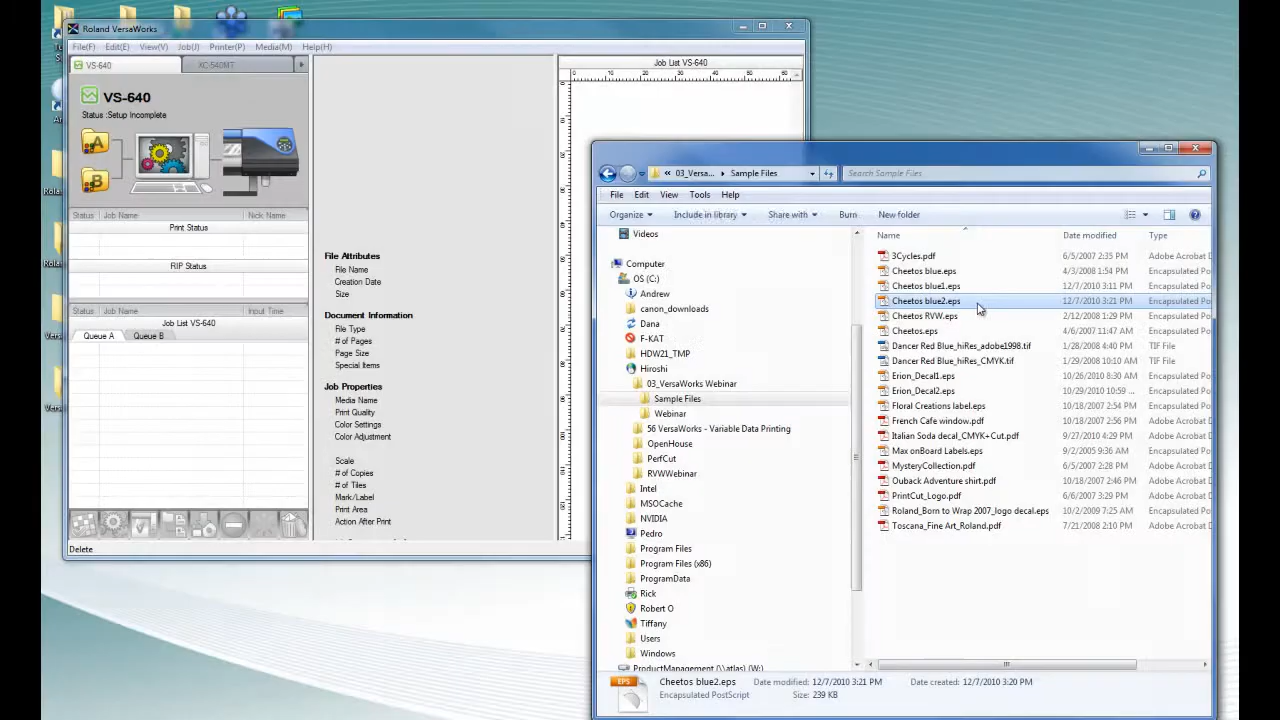 Roland VersaWorks
File(F) Edit(E) View(V) Job(J) Printer(P) Media(M) Help(H)
VS-640 XC-540MT
VS-640
Status :Setup Incomplete
A
B
Status Job Name Nick Name
Print Status
RIP Status
Status Job Name Input Time
Job List VS-640
Queue A Queue B
Delete
File Attributes
File Name
Creation Date
Size
Document Information
File Type
# of Pages
Page Size
Special Items
Job Properties
Media Name
Print Quality
Color Settings
Color Adjustment
Scale
# of Copies
# of Tiles
Mark/Label
Print Area
Action After Print
Job List VS-640
0 10 20 30 40 50 60
« 03_Versa... Sample Files
Search Sample Files
File Edit View Tools Help
Organize Include in library Share with Burn New folder
Videos
Computer
OS (C:)
Andrew
canon_downloads
Dana
F-KAT
HDW21_TMP
Hiroshi
03_VersaWorks Webinar
Sample Files
Webinar
56 VersaWorks - Variable Data Printing
OpenHouse
PerfCut
RVWWebinar
Intel
MSOCache
NVIDIA
Pedro
Program Files
Program Files (x86)
ProgramData
Rick
Robert O
Tiffany
Users
Windows
ProductManagement (\\atlas) (W:)
Name Date modified Type
3Cycles.pdf 6/5/2007 2:35 PM Adobe Acrobat D
Cheetos blue.eps 4/3/2008 1:54 PM Encapsulated Po
Cheetos blue1.eps 12/7/2010 3:11 PM Encapsulated Po
Cheetos blue2.eps 12/7/2010 3:21 PM Encapsulated Po
Cheetos RVW.eps 2/12/2008 1:29 PM Encapsulated Po
Cheetos.eps 4/6/2007 11:47 AM Encapsulated Po
Dancer Red Blue_hiRes_adobe1998.tif 1/28/2008 4:40 PM TIF File
Dancer Red Blue_hiRes_CMYK.tif 1/29/2008 10:10 AM TIF File
Erion_Decal1.eps 10/26/2010 8:30 AM Encapsulated Po
Erion_Decal2.eps 10/29/2010 10:59 ... Encapsulated Po
Floral Creations label.eps 10/18/2007 2:54 PM Encapsulated Po
French Cafe window.pdf 10/18/2007 2:56 PM Adobe Acrobat D
Italian Soda decal_CMYK+Cut.pdf 9/27/2010 4:29 PM Adobe Acrobat D
Max onBoard Labels.eps 9/2/2005 9:36 AM Encapsulated Po
MysteryCollection.pdf 6/5/2007 2:28 PM Adobe Acrobat D
Ouback Adventure shirt.pdf 10/18/2007 2:46 PM Adobe Acrobat D
PrintCut_Logo.pdf 6/6/2007 3:29 PM Adobe Acrobat D
Roland_Born to Wrap 2007_logo decal.eps 10/2/2009 7:25 AM Encapsulated Po
Toscana_Fine Art_Roland.pdf 7/21/2008 2:10 PM Adobe Acrobat D
EPS
Cheetos blue2.eps Date modified: 12/7/2010 3:21 PM Date created: 12/7/2010 3:20 PM
Encapsulated PostScript Size: 239 KB